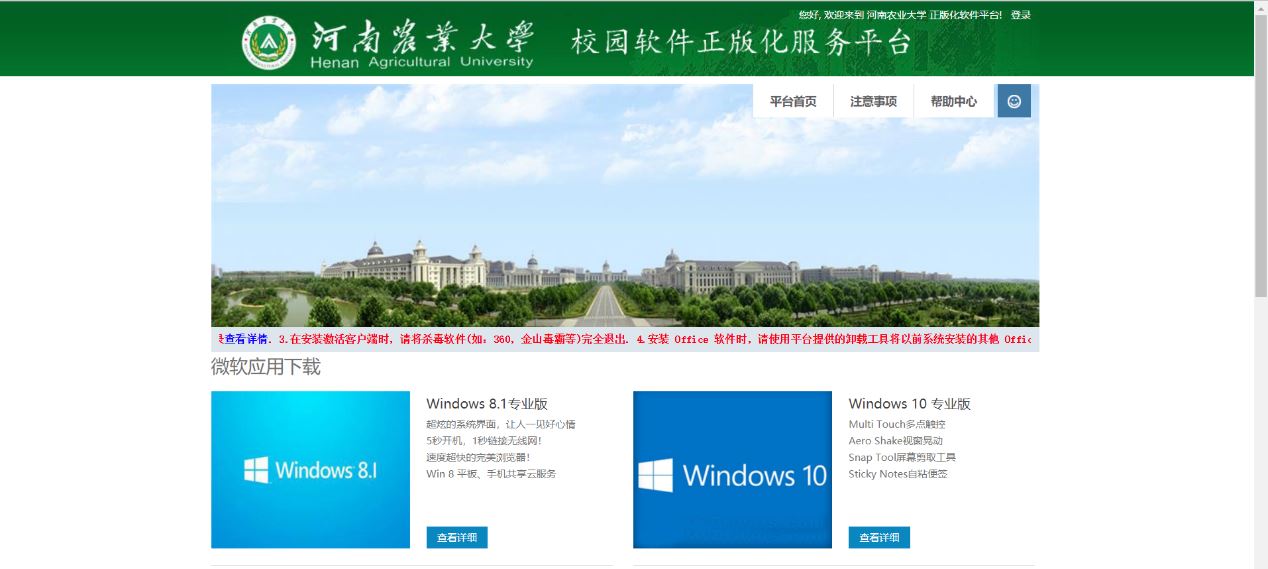 您好, 欢迎来到 河南农业大学 正版化软件平台! 登录
河南农业大学 校园软件正版化服务平台
Henan Agricultural University
平台首页 注意事项 帮助中心
查看详情. 3.在安装激活客户端时, 请将杀毒软件(如: 360, 金山毒霸等)完全退出. 4.安装 Office 软件时, 请使用平台提供的卸载工具将以前系统安装的其他 Offic
微软应用下载
Windows 8.1
Windows 8.1专业版
超炫的系统界面，让人一见好心情
5秒开机，1秒链接无线网!
速度超快的完美浏览器!
Win 8 平板、手机共享云服务
查看详细
Windows 10
Windows 10 专业版
Multi Touch多点触控
Aero Shake视窗晃动
Snap Tool屏幕剪取工具
Sticky Notes自粘便签
查看详细